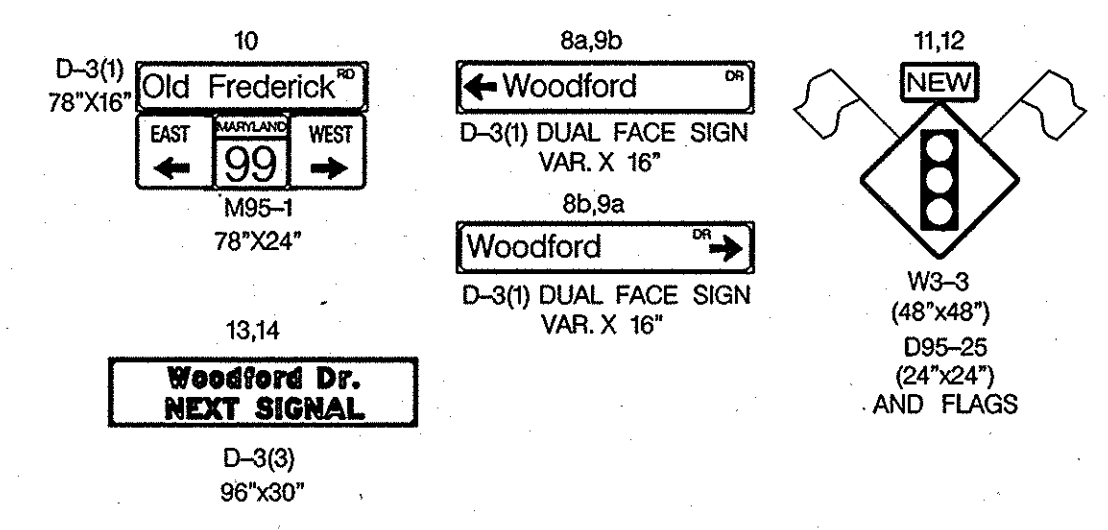 10
D-3(1)
78"X16"
Old Frederick RD
EAST
MARYLAND
WEST
99
M95-1
78"X24"
8a,9b
Woodford DR
D-3(1) DUAL FACE SIGN
VAR. X 16"
8b,9a
Woodford DR
D-3(1) DUAL FACE SIGN
VAR. X 16"
11,12
NEW
W3-3
(48"x48")
D95-25
(24"x24")
AND FLAGS
13,14
Woodford Dr.
NEXT SIGNAL
D-3(3)
96"x30"